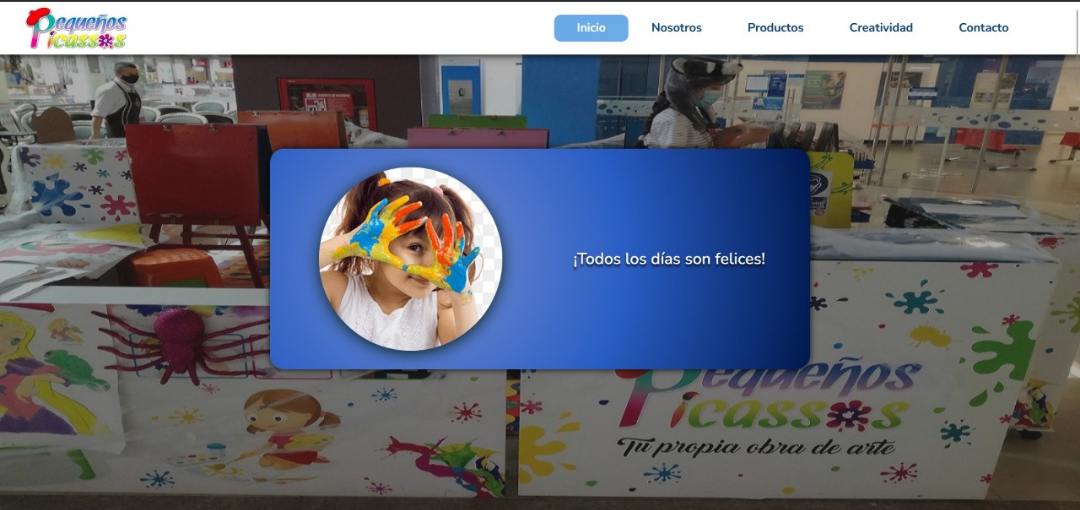 Pequeños
Picassos
Inicio
Nosotros
Productos
Creatividad
Contacto
¡Todos los días son felices!
Pequeños
Picassos
Tu propia obra de arte